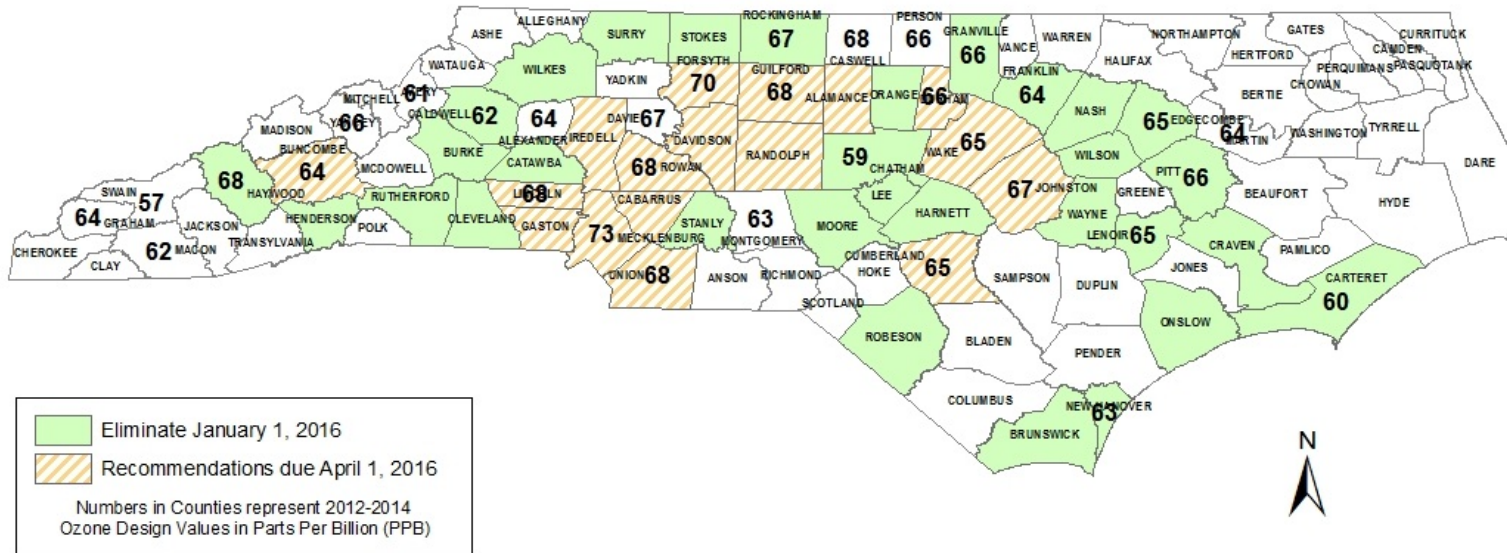 ALLEGHANY
ASHE
SURRY
STOKES
ROCKINGHAM
67
68
CASWELL
PERSON
66
GRANVILLE
66
VANCE
WARREN
NORTHAMPTON
GATES
CURRITUCK
CAMDEN
PASQUOTANK
PERQUIMANS
HERTFORD
CHOWAN
HALIFAX
WATAUGA
WILKES
YADKIN
FORSYTH
70
GUILFORD
68
ALAMANCE
ORANGE
DURHAM
66
FRANKLIN
64
NASH
EDGECOMBE
65
BERTIE
MARTIN
64
WASHINGTON
TYRRELL
DARE
AVERY
61
MITCHELL
YANCEY
66
CALDWELL
62
ALEXANDER
64
IREDELL
DAVIE
67
DAVIDSON
RANDOLPH
59
CHATHAM
WAKE
65
WILSON
PITT
66
BEAUFORT
HYDE
MADISON
BUNCOMBE
64
MCDOWELL
BURKE
CATAWBA
68
ROWAN
LEE
JOHNSTON
67
GREENE
SWAIN
57
68
HAYWOOD
RUTHERFORD
LINCOLN
68
CABARRUS
STANLY
63
MONTGOMERY
MOORE
HARNETT
WAYNE
LENOIR
65
CRAVEN
PAMLICO
64
GRAHAM
JACKSON
HENDERSON
POLK
CLEVELAND
GASTON
73
MECKLENBURG
CHEROKEE
CLAY
62
MACON
TRANSYLVANIA
UNION
68
ANSON
RICHMOND
SCOTLAND
HOKE
CUMBERLAND
65
SAMPSON
DUPLIN
JONES
CARTERET
60
ONSLOW
ROBESON
BLADEN
PENDER
COLUMBUS
NEW HANOVER
63
BRUNSWICK
Eliminate January 1, 2016
Recommendations due April 1, 2016
Numbers in Counties represent 2012-2014
Ozone Design Values in Parts Per Billion (PPB)
N